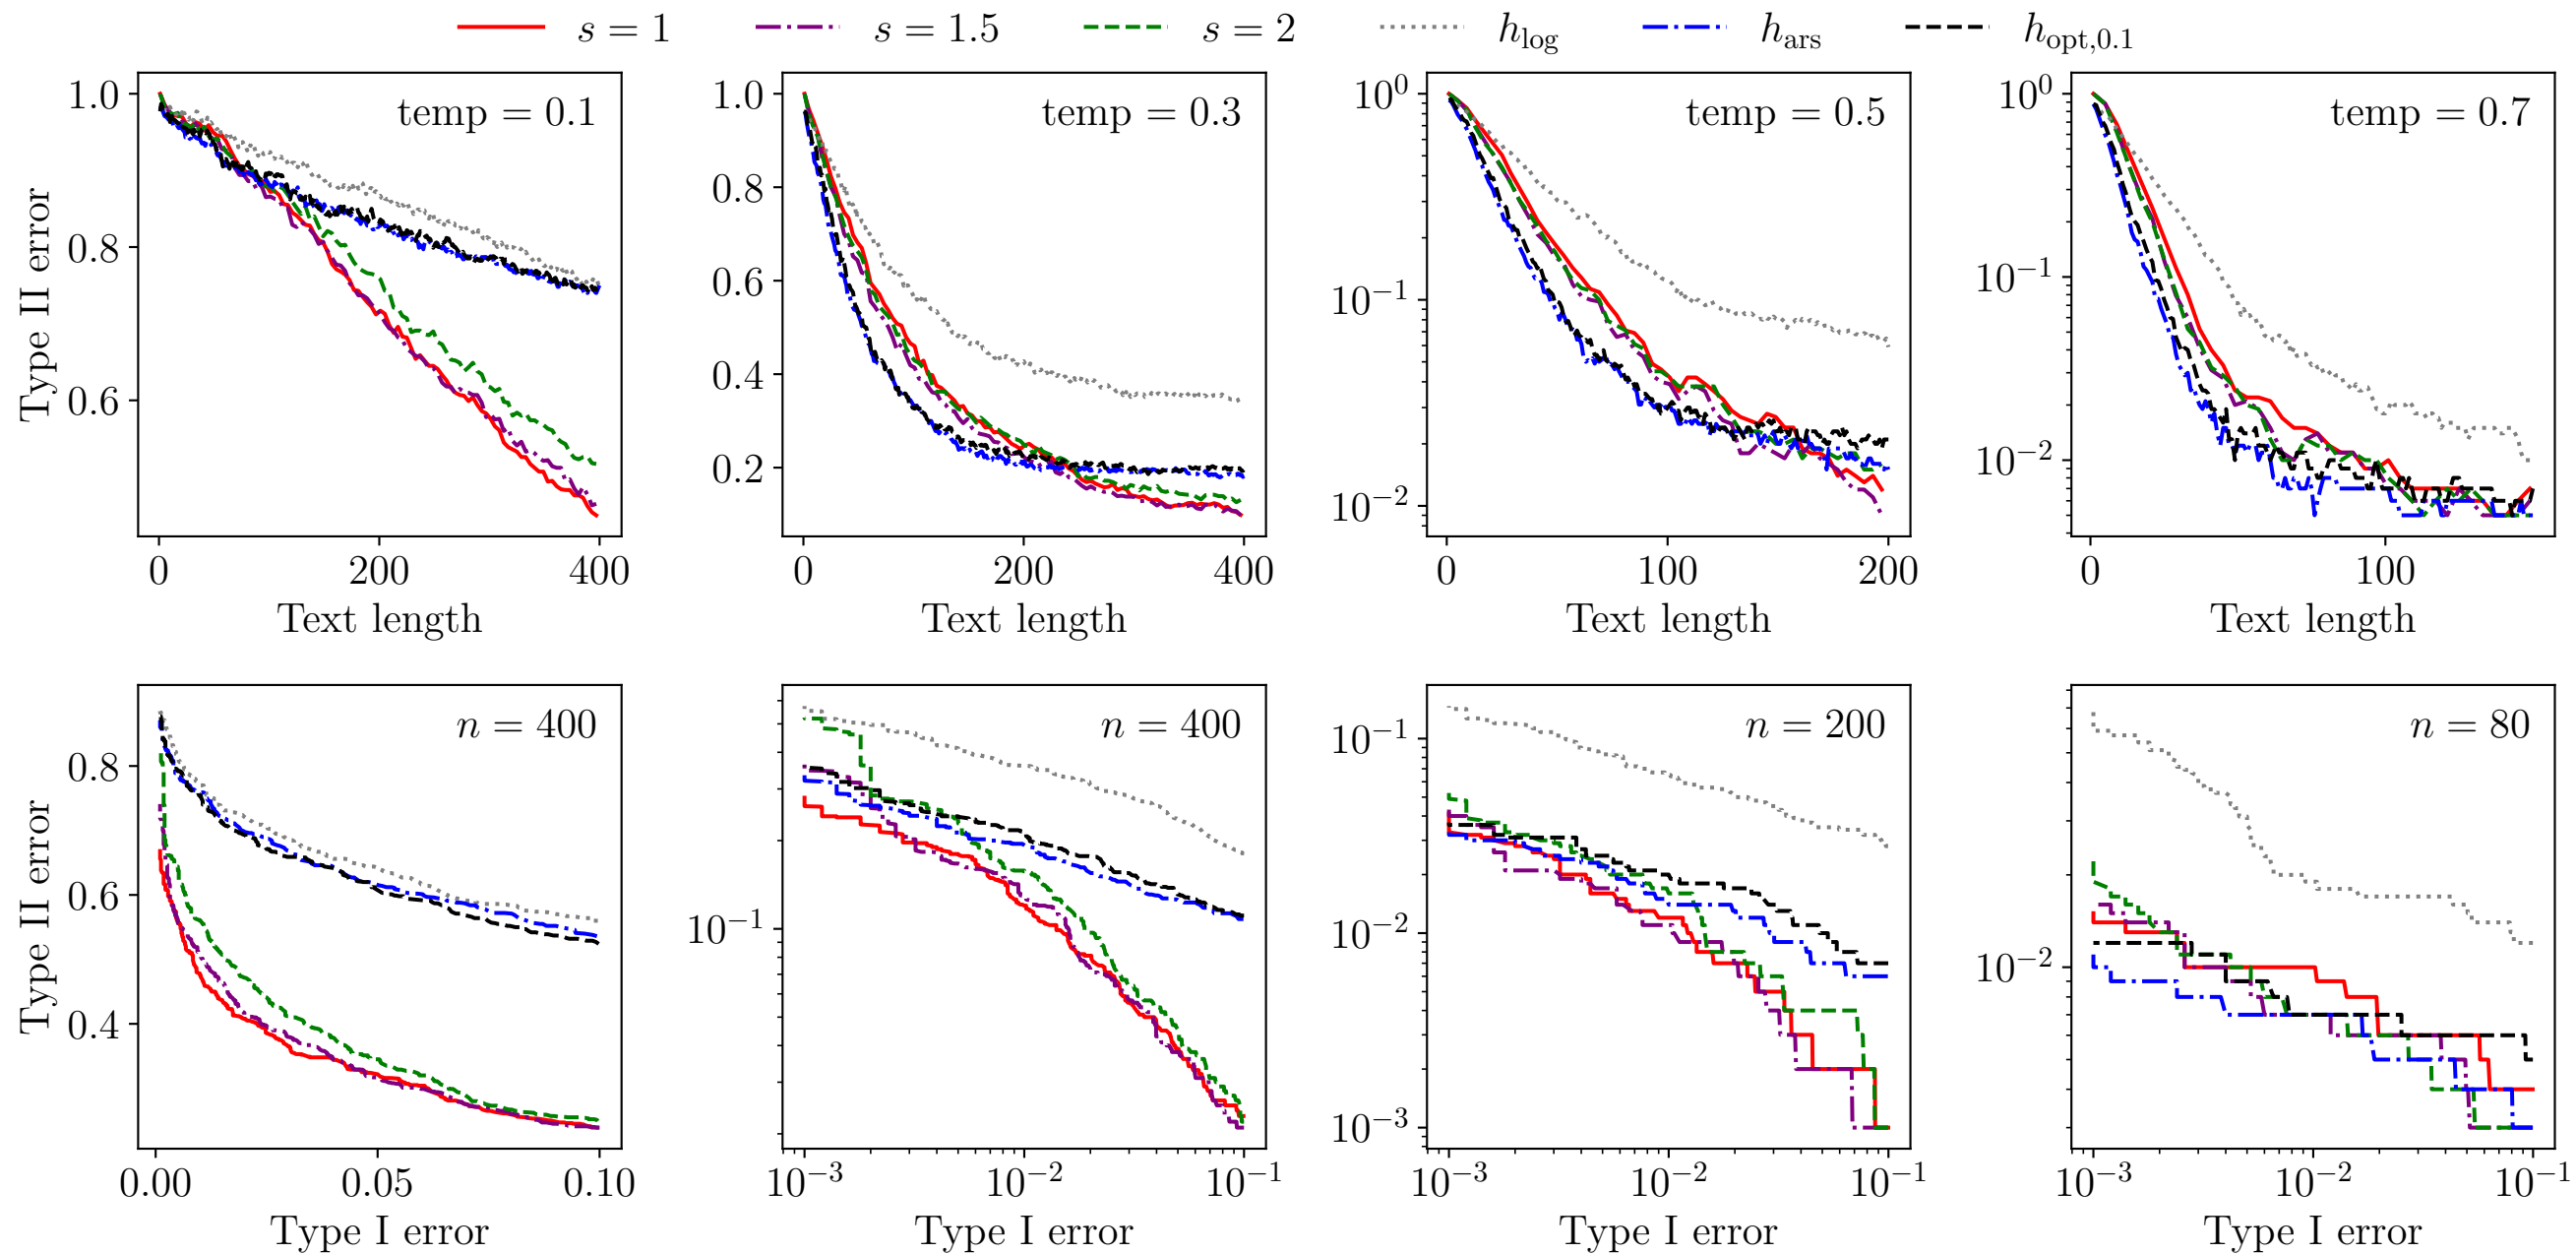 s = 1   s = 1.5   s = 2   h_log   h_ars   h_opt,0.1
temp = 0.1
1.0
0.8
0.6
Type II error
0 200 400
Text length
temp = 0.3
1.0
0.8
0.6
0.4
0.2
0 200 400
Text length
temp = 0.5
10^0
10^−1
10^−2
0 100 200
Text length
temp = 0.7
10^0
10^−1
10^−2
0 100
Text length
n = 400
0.8
0.6
0.4
Type II error
0.00 0.05 0.10
Type I error
n = 400
10^−1
10^−3 10^−2 10^−1
Type I error
n = 200
10^−1
10^−2
10^−3
10^−3 10^−2 10^−1
Type I error
n = 80
10^−2
10^−3 10^−2 10^−1
Type I error